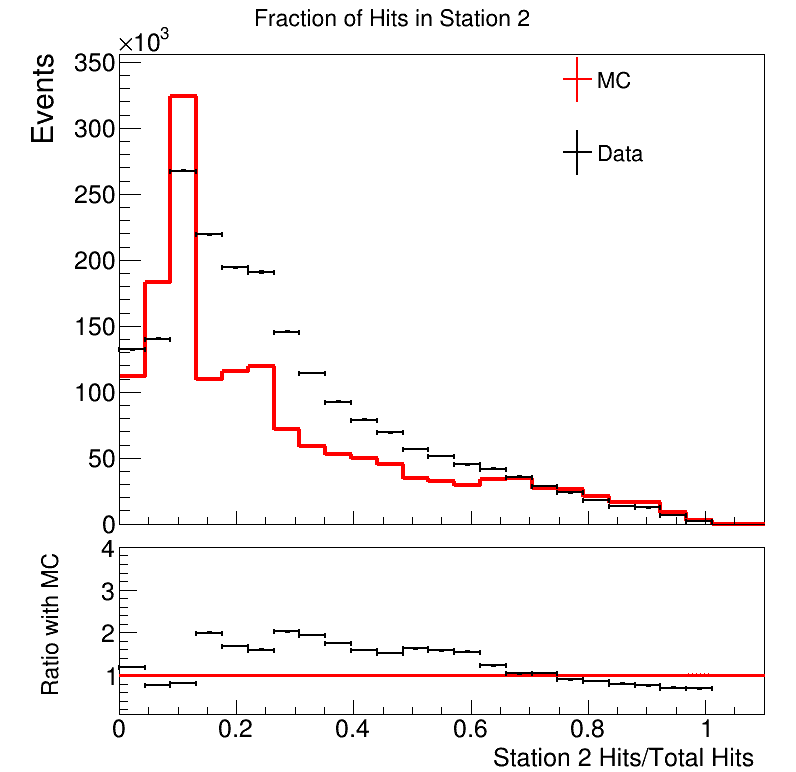 Fraction of Hits in Station 2
×10³
Events
350
300
250
200
150
100
50
0
MC
Data
Ratio with MC
4
3
2
1
0 0.2 0.4 0.6 0.8 1
Station 2 Hits/Total Hits